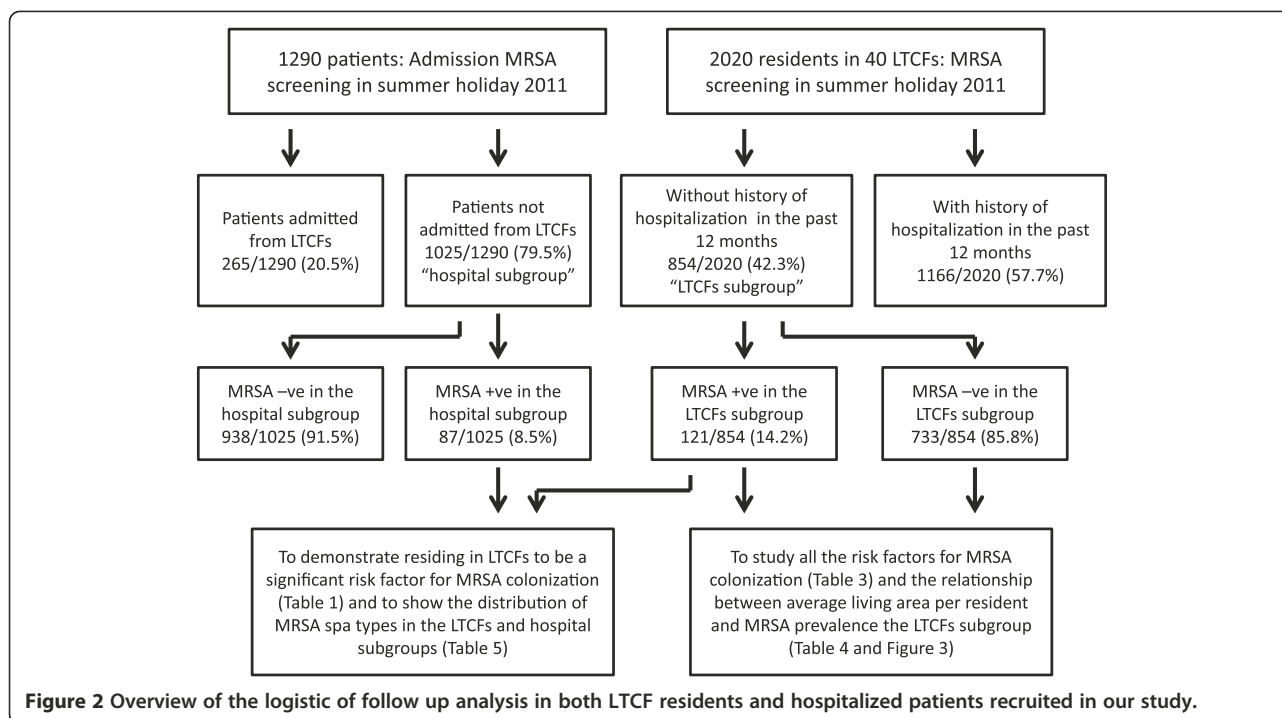 1290 patients: Admission MRSA
screening in summer holiday 2011
2020 residents in 40 LTCFs: MRSA
screening in summer holiday 2011
Patients admitted
from LTCFs
265/1290 (20.5%)
Patients not
admitted from LTCFs
1025/1290 (79.5%)
“hospital subgroup”
Without history of
hospitalization in the past
12 months
854/2020 (42.3%)
“LTCFs subgroup”
With history of
hospitalization in the past
12 months
1166/2020 (57.7%)
MRSA –ve in the
hospital subgroup
938/1025 (91.5%)
MRSA +ve in the
hospital subgroup
87/1025 (8.5%)
MRSA +ve in the
LTCFs subgroup
121/854 (14.2%)
MRSA –ve in the
LTCFs subgroup
733/854 (85.8%)
To demonstrate residing in LTCFs to be a
significant risk factor for MRSA colonization
(Table 1) and to show the distribution of
MRSA spa types in the LTCFs and hospital
subgroups (Table 5)
To study all the risk factors for MRSA
colonization (Table 3) and the relationship
between average living area per resident
and MRSA prevalence the LTCFs subgroup
(Table 4 and Figure 3)
Figure 2 Overview of the logistic of follow up analysis in both LTCF residents and hospitalized patients recruited in our study.